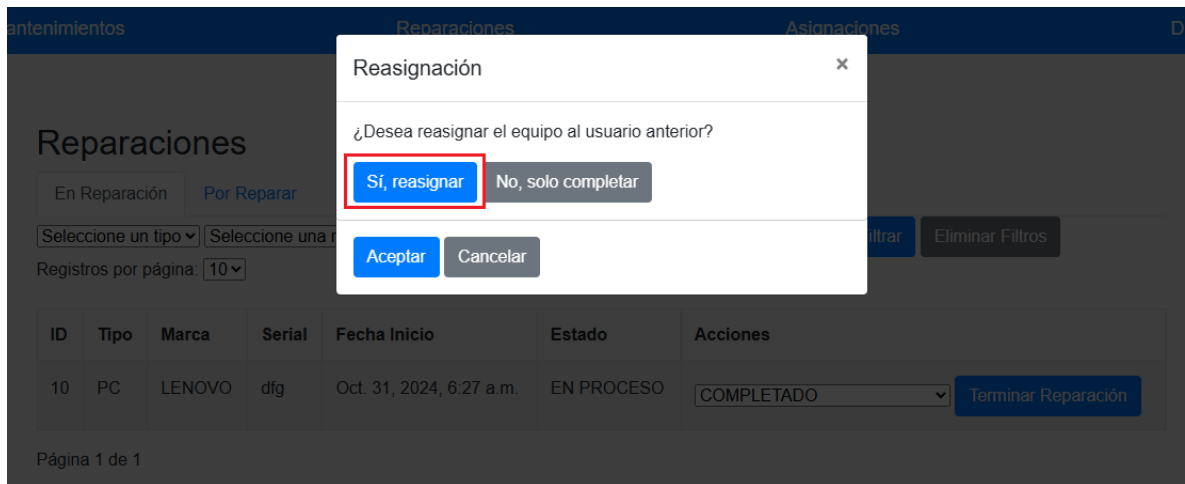 antenimientos Reparaciones Asignaciones D
Reasignación ×
¿Desea reasignar el equipo al usuario anterior?
Sí, reasignar No, solo completar
Aceptar Cancelar
Reparaciones
En Reparación Por Reparar
Seleccione un tipo Seleccione una r iltrar Eliminar Filtros
Registros por página: 10
ID Tipo Marca Serial Fecha Inicio Estado Acciones
10 PC LENOVO dfg Oct. 31, 2024, 6:27 a.m. EN PROCESO COMPLETADO Terminar Reparación
Página 1 de 1